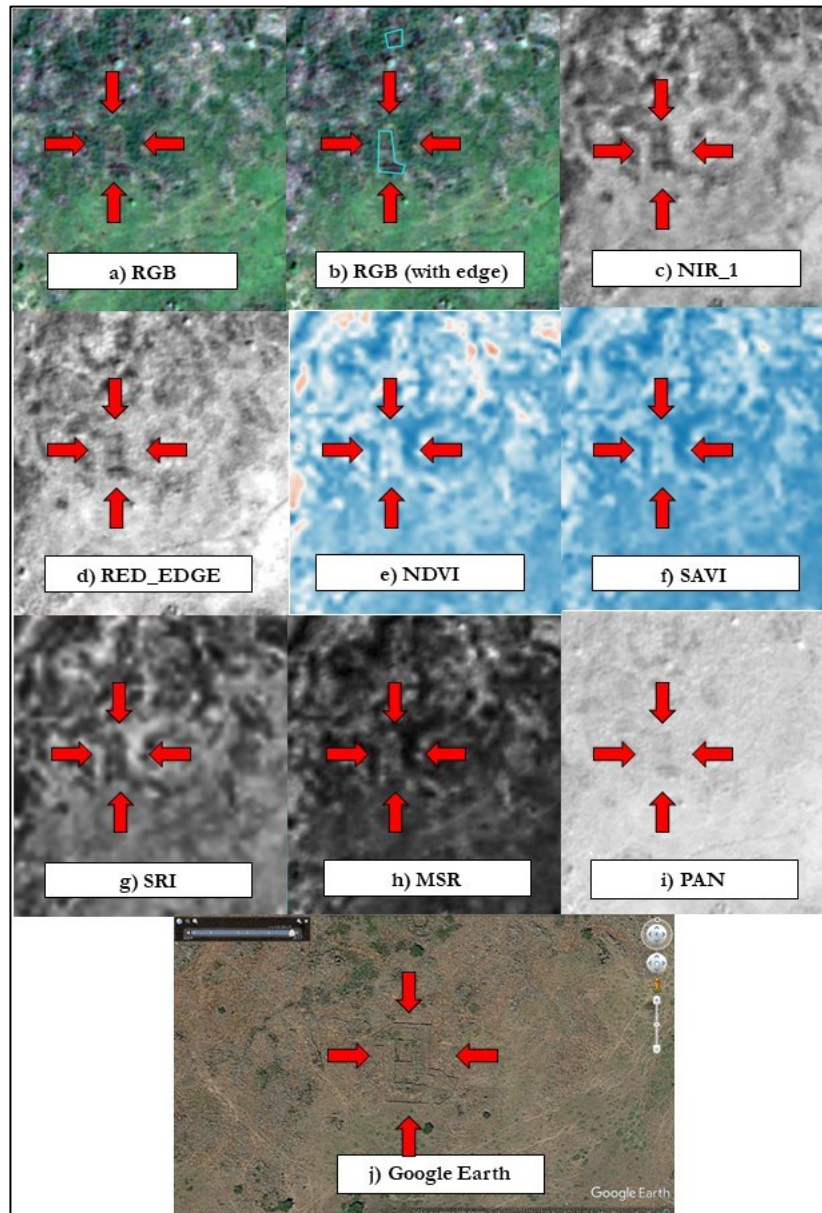 a) RGB
b) RGB (with edge)
c) NIR_1
d) RED_EDGE
e) NDVI
f) SAVI
g) SRI
h) MSR
i) PAN
j) Google Earth
Google Earth